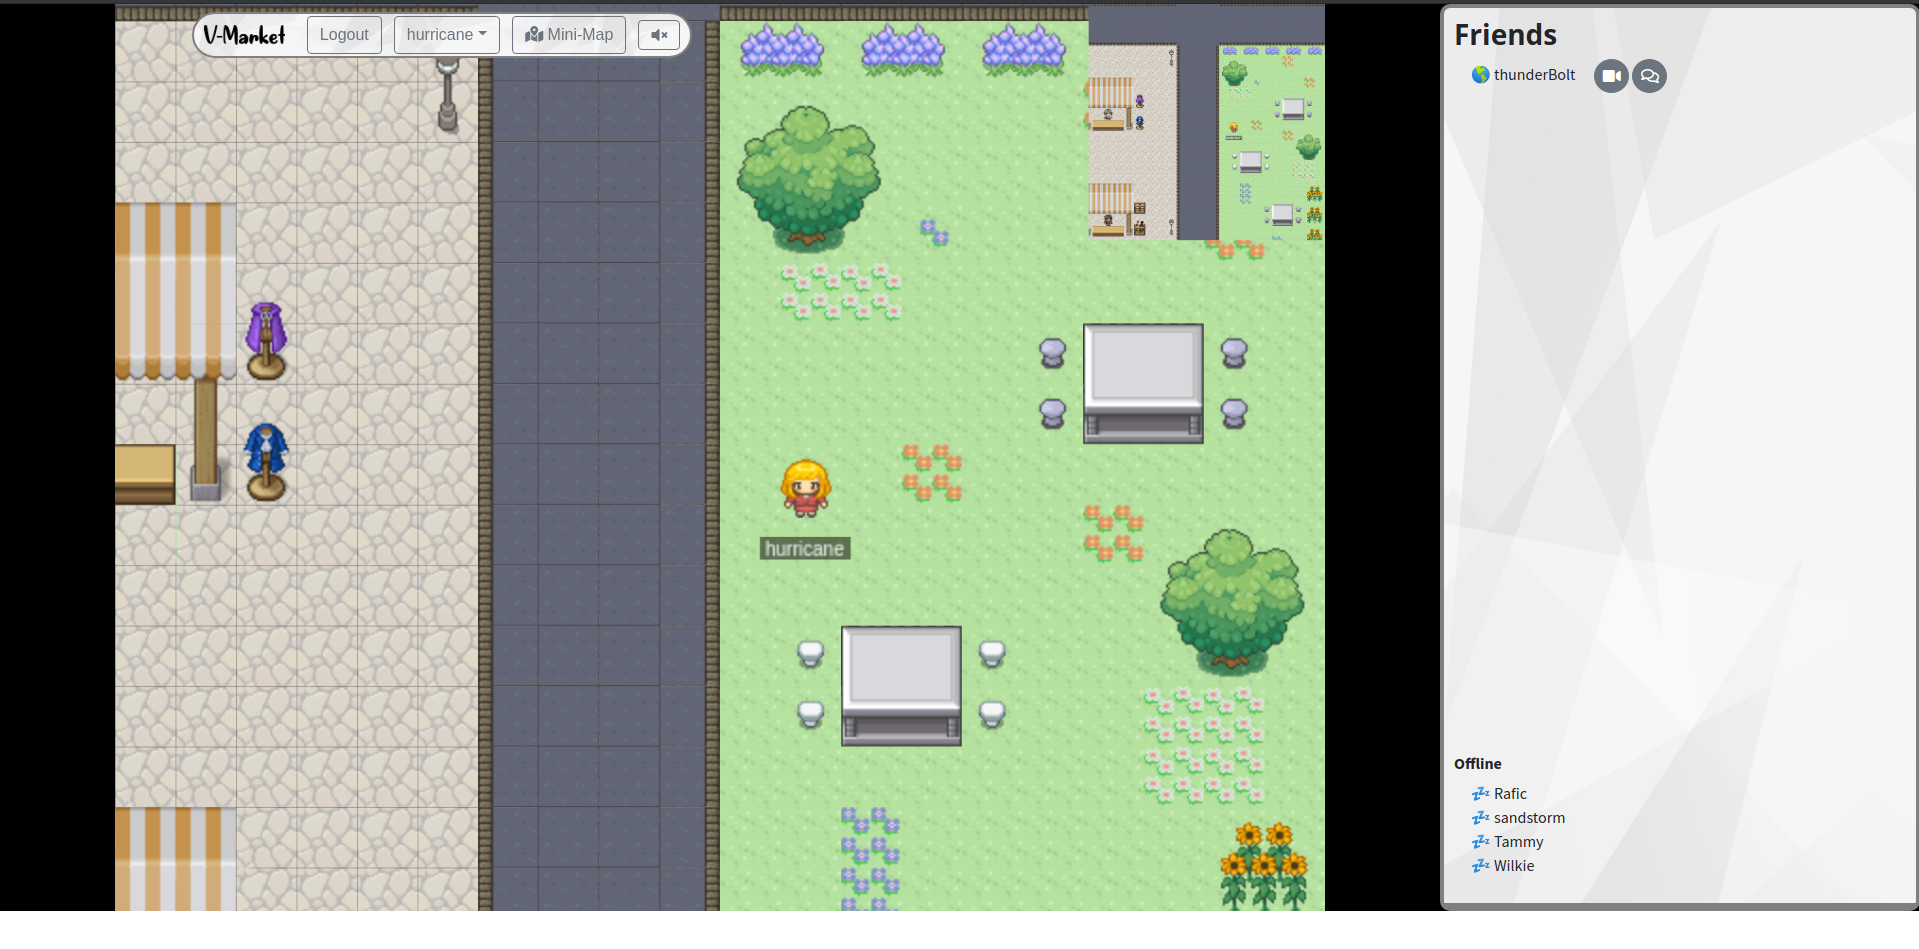 V-Market
Logout
hurricane
Mini-Map
hurricane
Friends
thunderBolt
Offline
Rafic
sandstorm
Tammy
Wilkie